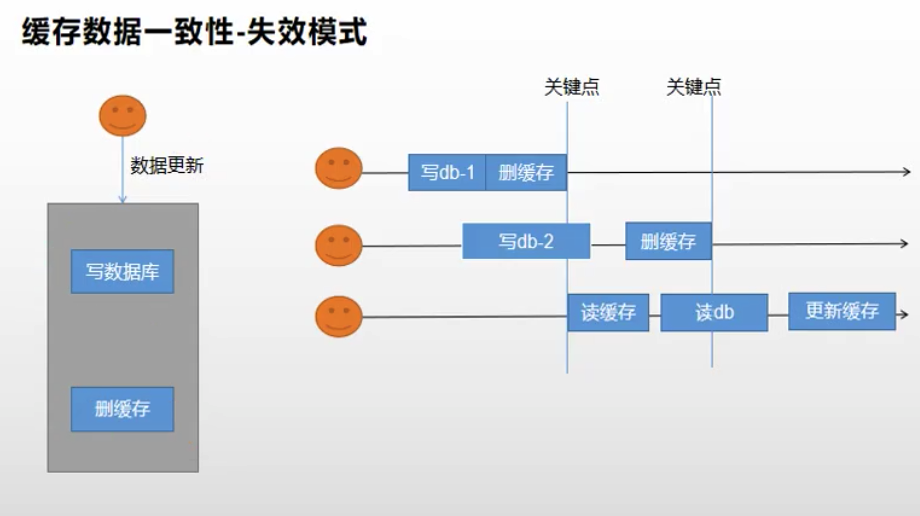 缓存数据一致性-失效模式
数据更新
写数据库
删缓存
关键点 关键点
写db-1 删缓存
写db-2 删缓存
读缓存 读db 更新缓存